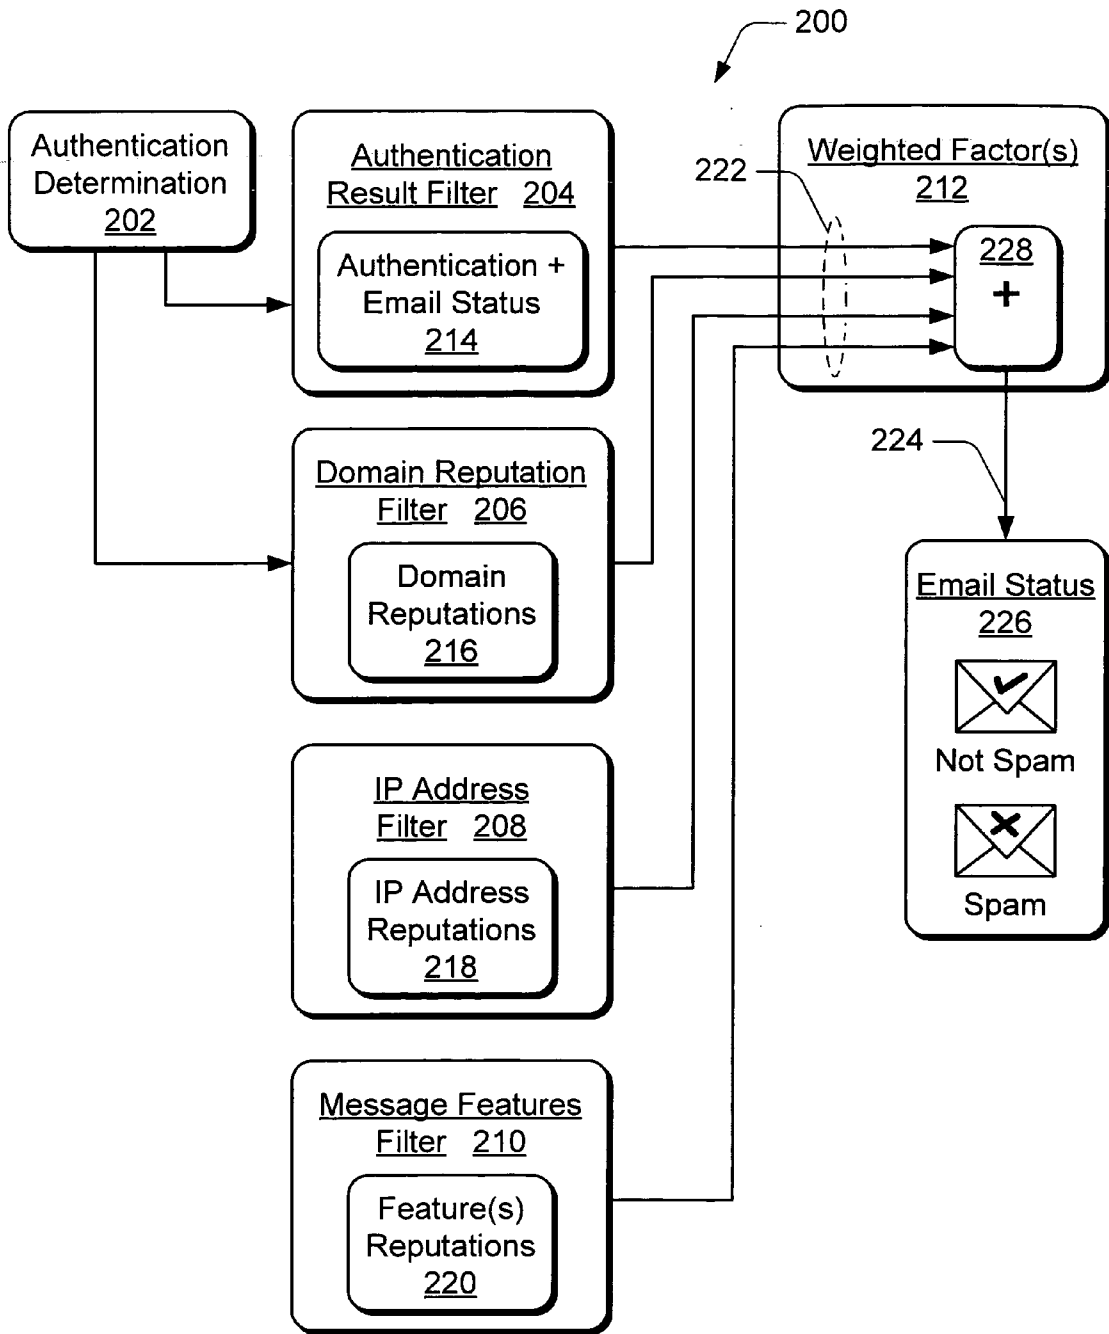 200
Authentication
Determination
202
Authentication
Result Filter 204
Authentication +
Email Status
214
Domain Reputation
Filter 206
Domain
Reputations
216
IP Address
Filter 208
IP Address
Reputations
218
Message Features
Filter 210
Feature(s)
Reputations
220
222
Weighted Factor(s)
212
228
+
224
Email Status
226
Not Spam
Spam